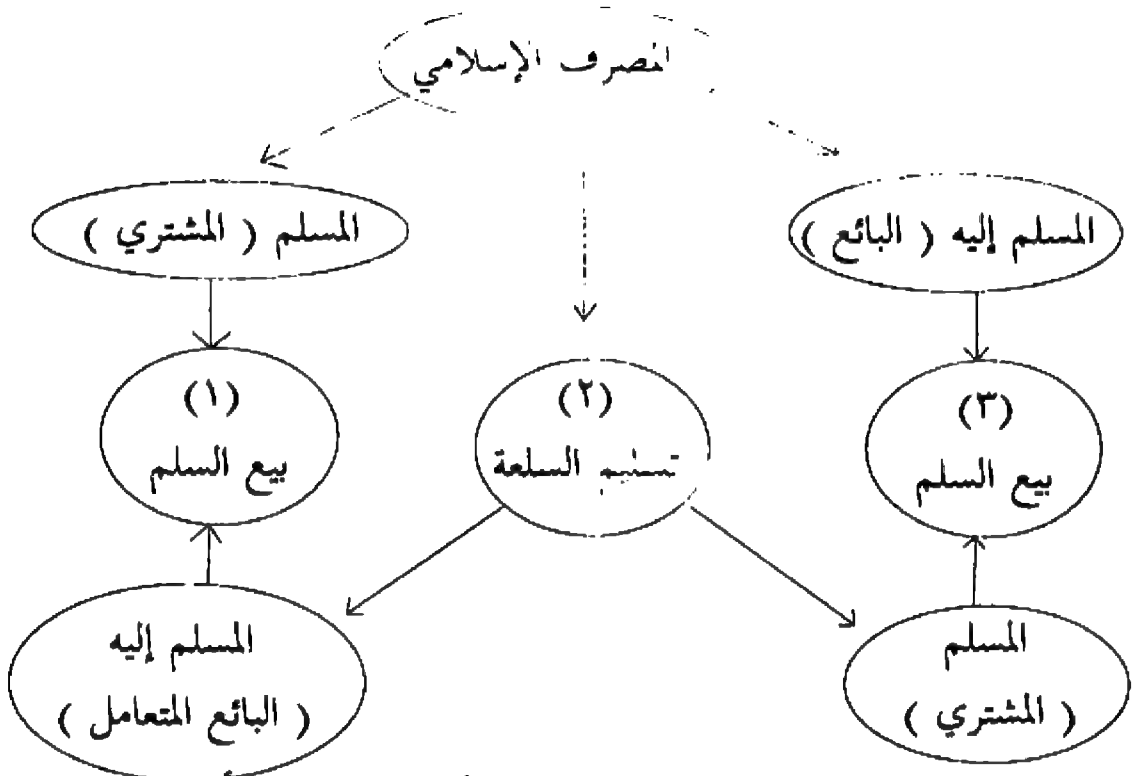 المصرف الإسلامي
المسلم إليه ( البائع )
المسلم ( المشتري )
(٣)
بيع السلم
(٢)
تسليم السلعة
(١)
بيع السلم
المسلم
( المشتري )
المسلم إليه
( البائع المتعامل )